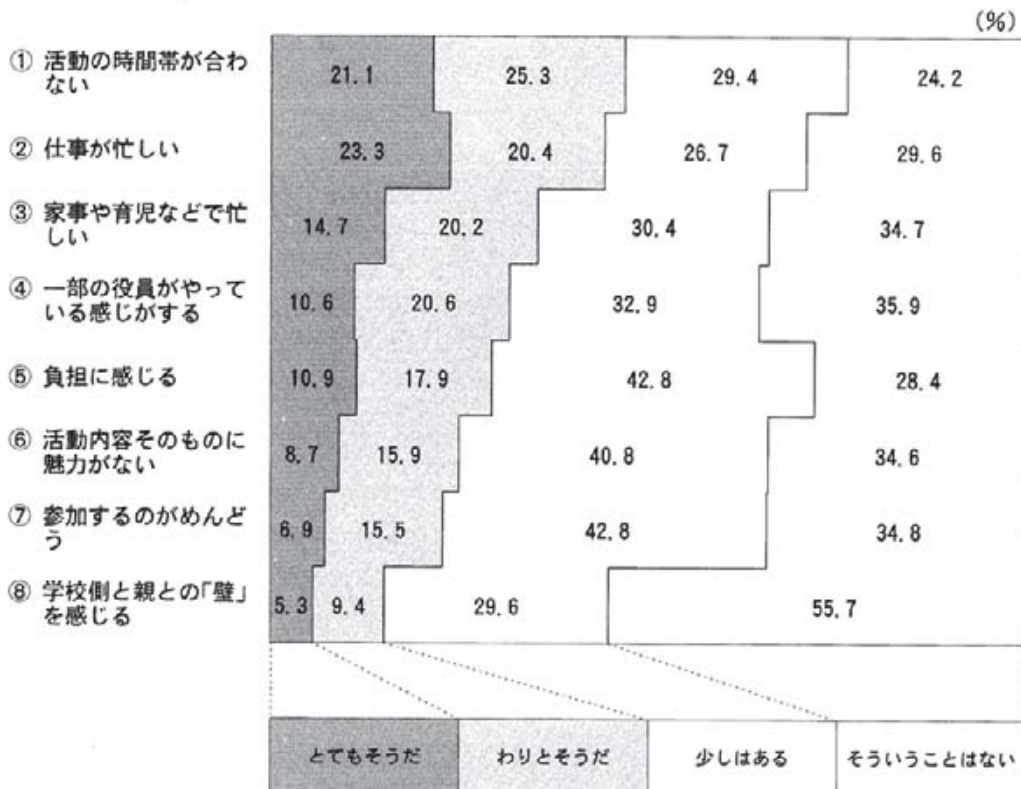 (%)
① 活動の時間帯が合わ
ない
21.1 25.3 29.4 24.2
② 仕事が忙しい
23.3 20.4 26.7 29.6
③ 家事や育児などで忙
しい
14.7 20.2 30.4 34.7
④ 一部の役員がやって
いる感じがする
10.6 20.6 32.9 35.9
⑤ 負担に感じる
10.9 17.9 42.8 28.4
⑥ 活動内容そのものに
魅力がない
8.7 15.9 40.8 34.6
⑦ 参加するのがめんど
う
6.9 15.5 42.8 34.8
⑧ 学校側と親との「壁」
を感じる
5.3 9.4 29.6 55.7
とてもそうだ わりとそうだ 少しはある そういうことはない